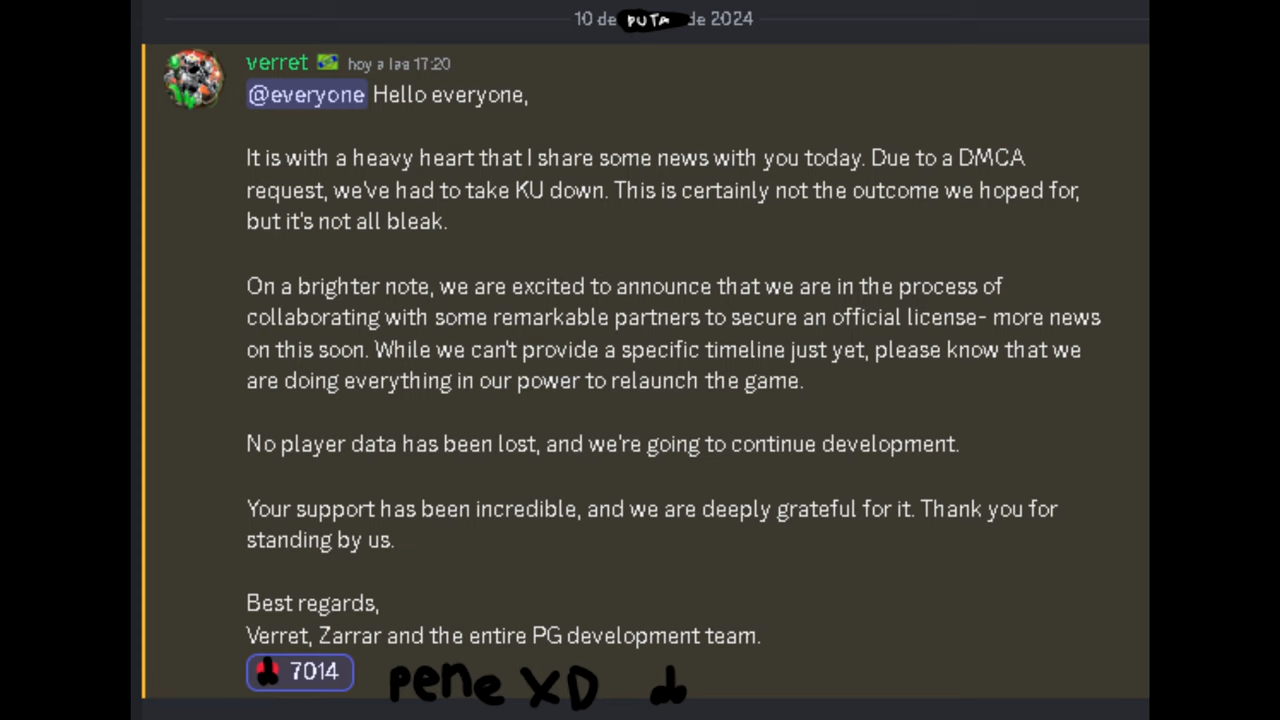 10 de PUTA de 2024
verret hoy a las 17:20
@everyone Hello everyone,
It is with a heavy heart that I share some news with you today. Due to a DMCA
request, we've had to take KU down. This is certainly not the outcome we hoped for,
but it's not all bleak.
On a brighter note, we are excited to announce that we are in the process of
collaborating with some remarkable partners to secure an official license- more news
on this soon. While we can't provide a specific timeline just yet, please know that we
are doing everything in our power to relaunch the game.
No player data has been lost, and we're going to continue development.
Your support has been incredible, and we are deeply grateful for it. Thank you for
standing by us.
Best regards,
Verret, Zarrar and the entire PG development team.
7014 pene XD